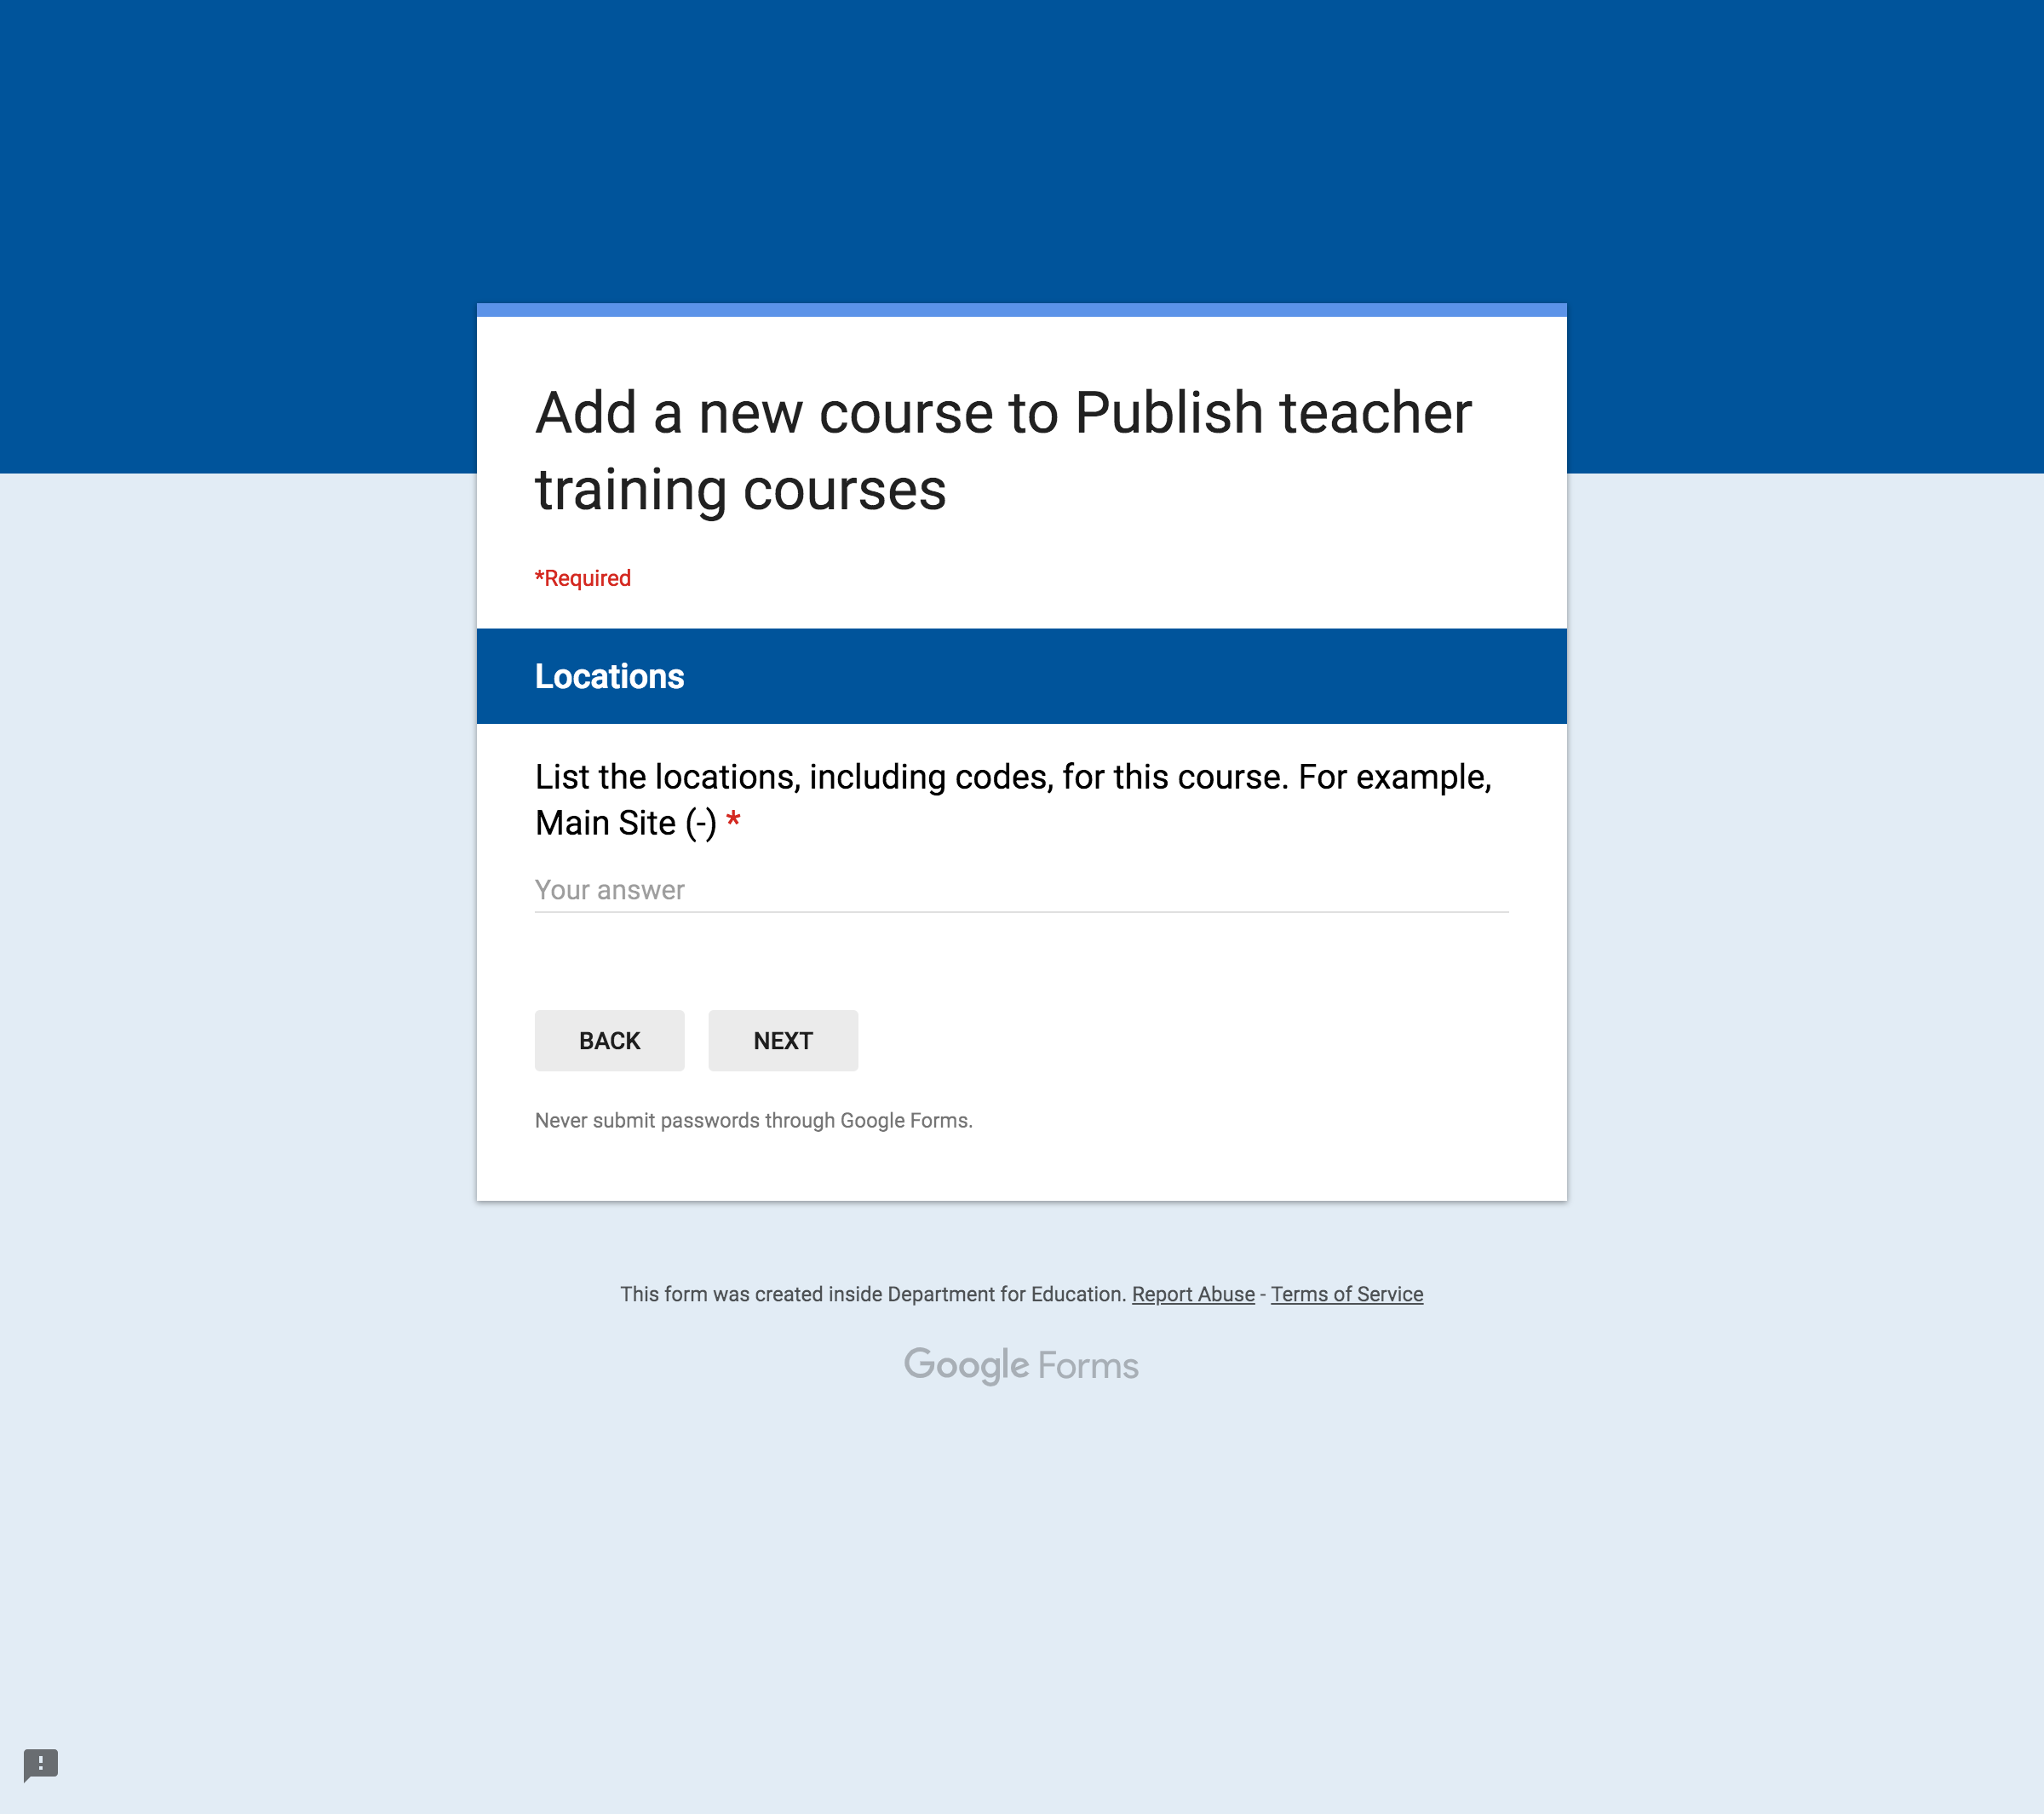 Add a new course to Publish teacher
training courses
*Required
Locations
List the locations, including codes, for this course. For example,
Main Site (-) *
Your answer
BACK NEXT
Never submit passwords through Google Forms.
This form was created inside Department for Education. Report Abuse - Terms of Service
Google Forms